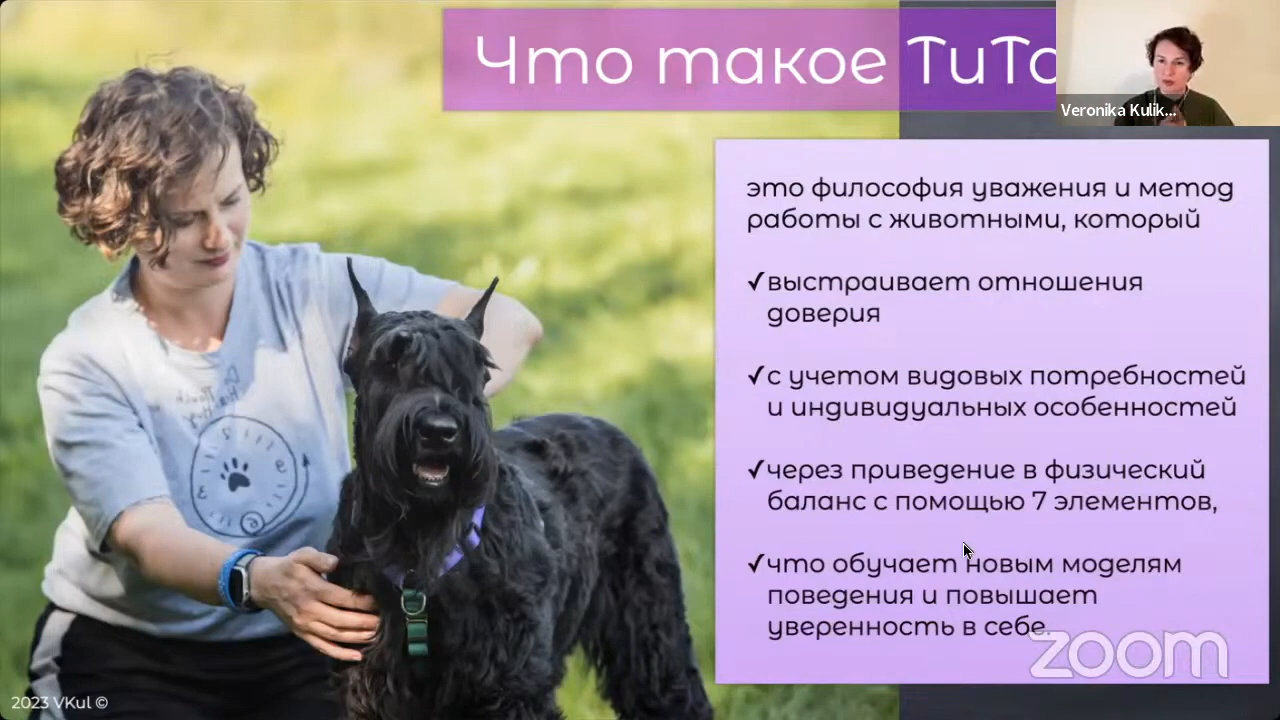 Что такое ТиТо
Veronika Kulik...
это философия уважения и метод
работы с животными, который
✓выстраивает отношения
доверия
✓с учетом видовых потребностей
и индивидуальных особенностей
✓через приведение в физический
баланс с помощью 7 элементов,
✓что обучает новым моделям
поведения и повышает
уверенность в себе.
zoom
2023 VKul ©